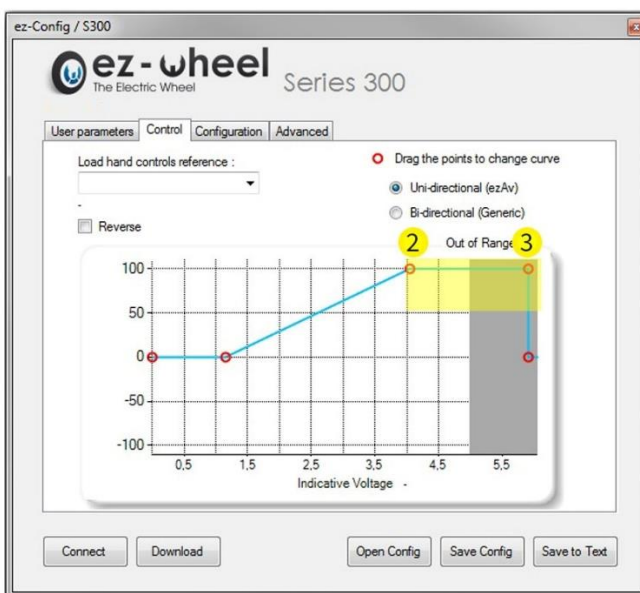 ez-Config / S300
ez-wheel
The Electric Wheel
Series 300
User parameters Control Configuration Advanced
Load hand controls reference :
Drag the points to change curve
Uni-directional (ezAv)
-
Bi-directional (Generic)
Reverse
2 Out of Range 3
100
50
0
-50
-100
0,5 1,5 2,5 3,5 4,5 5,5
Indicative Voltage -
Connect Download Open Config Save Config Save to Text